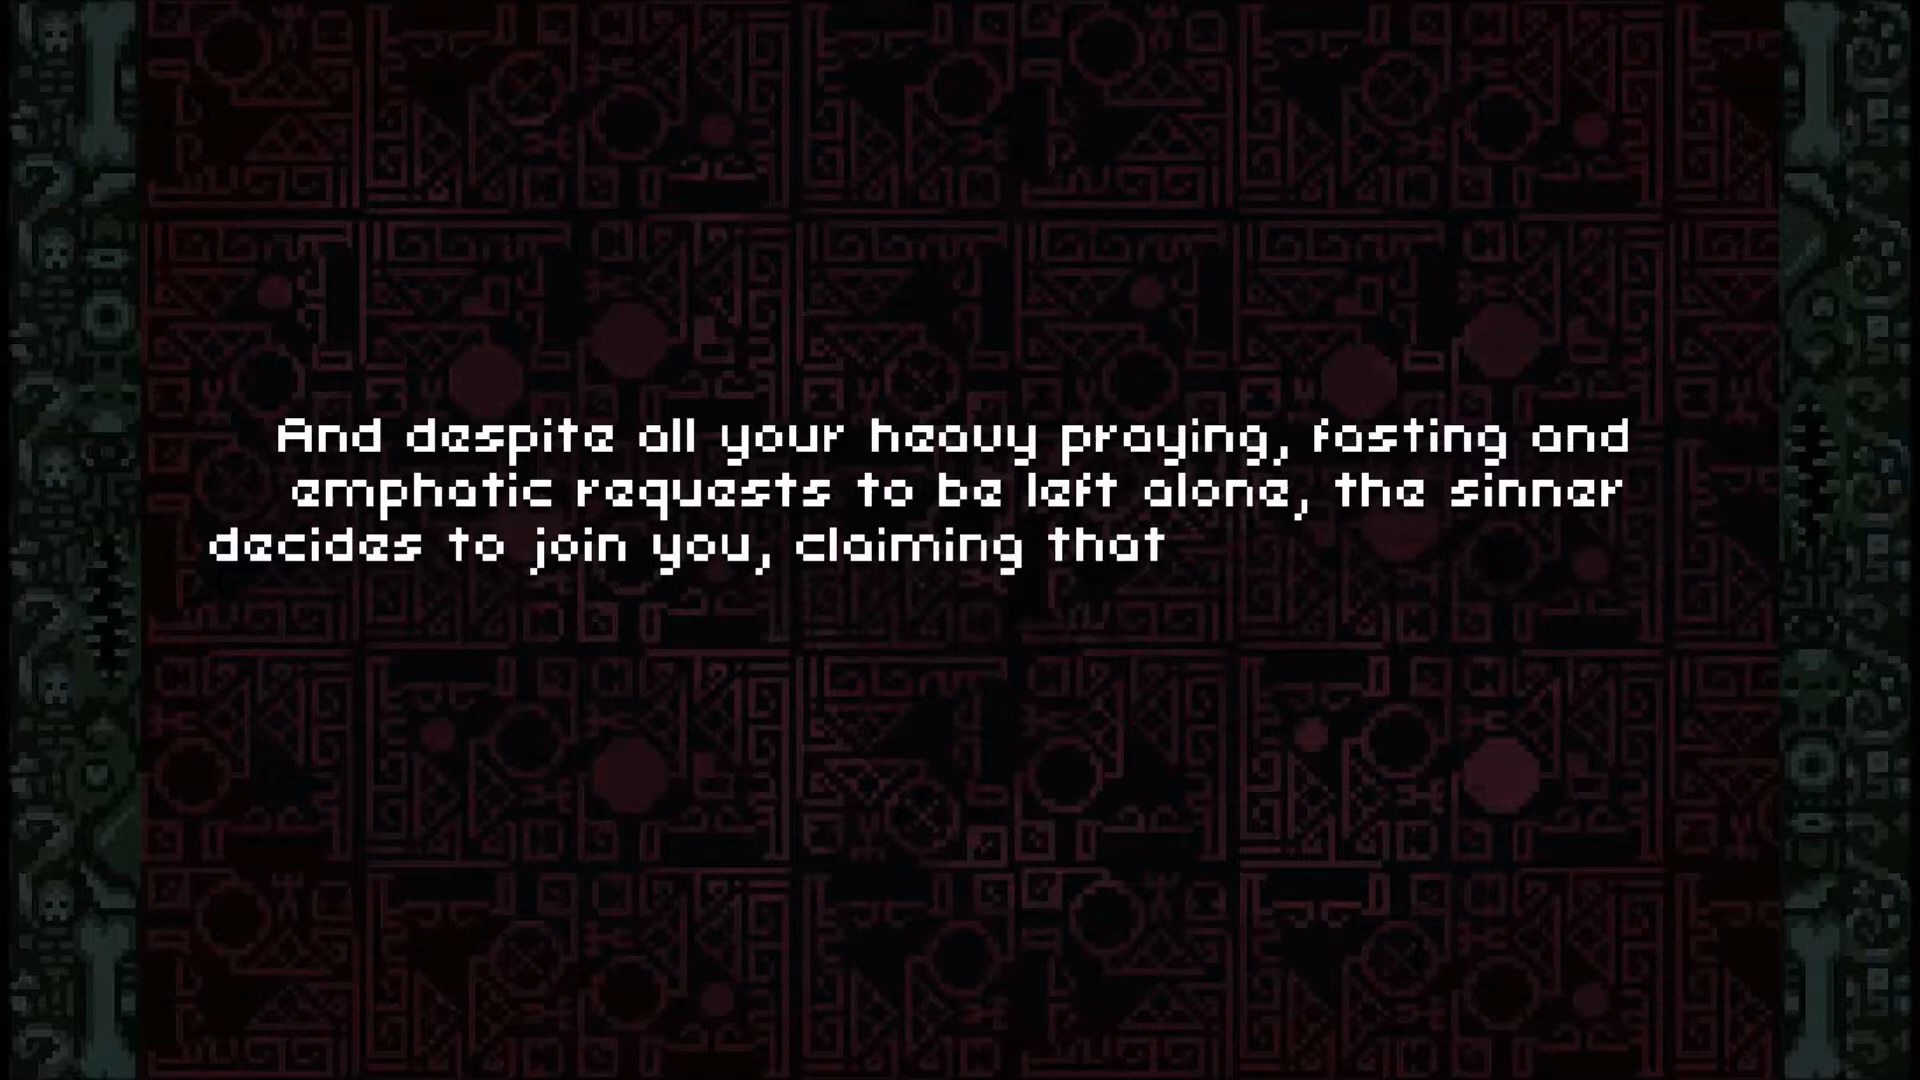 And despite all your heavy praying, fasting and
emphatic requests to be left alone, the sinner
decides to join you, claiming that